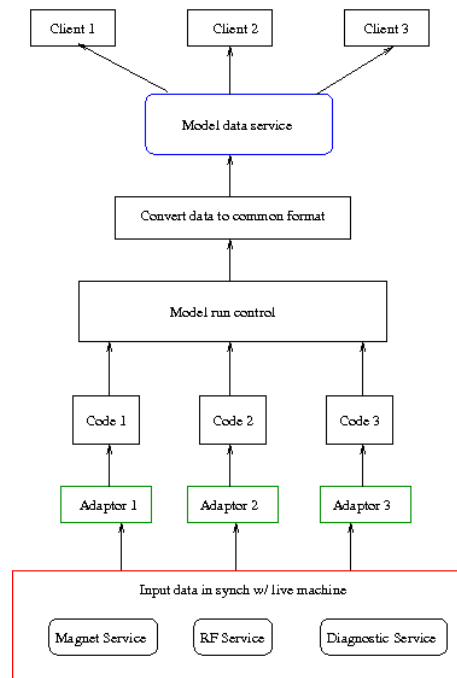 Client 1
Client 2
Client 3
Model data service
Convert data to common format
Model run control
Code 1
Code 2
Code 3
Adaptor 1
Adaptor 2
Adaptor 3
Input data in synch w/ live machine
Magnet Service
RF Service
Diagnostic Service